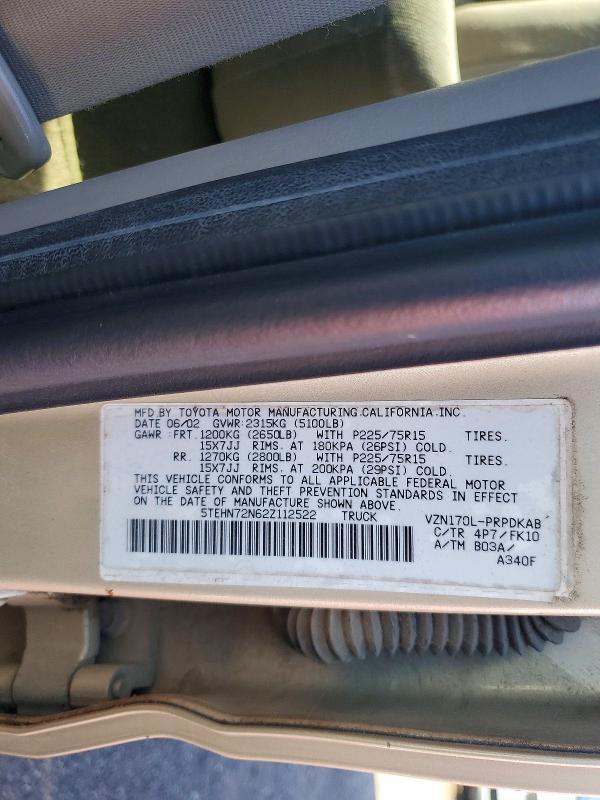 MFD.BY TOYOTA MOTOR MANUFACTURING.CALIFORNIA.INC.
DATE 06/02 GVWR:2315KG (5100LB)
GAWR :FRT.1200KG (2650LB) WITH P225/75R15 TIRES.
15X7JJ RIMS. AT 180KPA (26PSI) COLD.
RR. 1270KG (2800LB) WITH P225/75R15 TIRES.
15X7JJ RIMS. AT 200KPA (29PSI) COLD.
THIS VEHICLE CONFORMS TO ALL APPLICABLE FEDERAL MOTOR
VEHICLE SAFETY AND THEFT PREVENTION STANDARDS IN EFFECT
ON THE DATE OF MANUFACTURE SHOWN ABOVE.
5TEHN72N62Z112522 TRUCK VZN170L-PRPDKAB
C/TR 4P7/FK10
A/TM B03A/
A340F